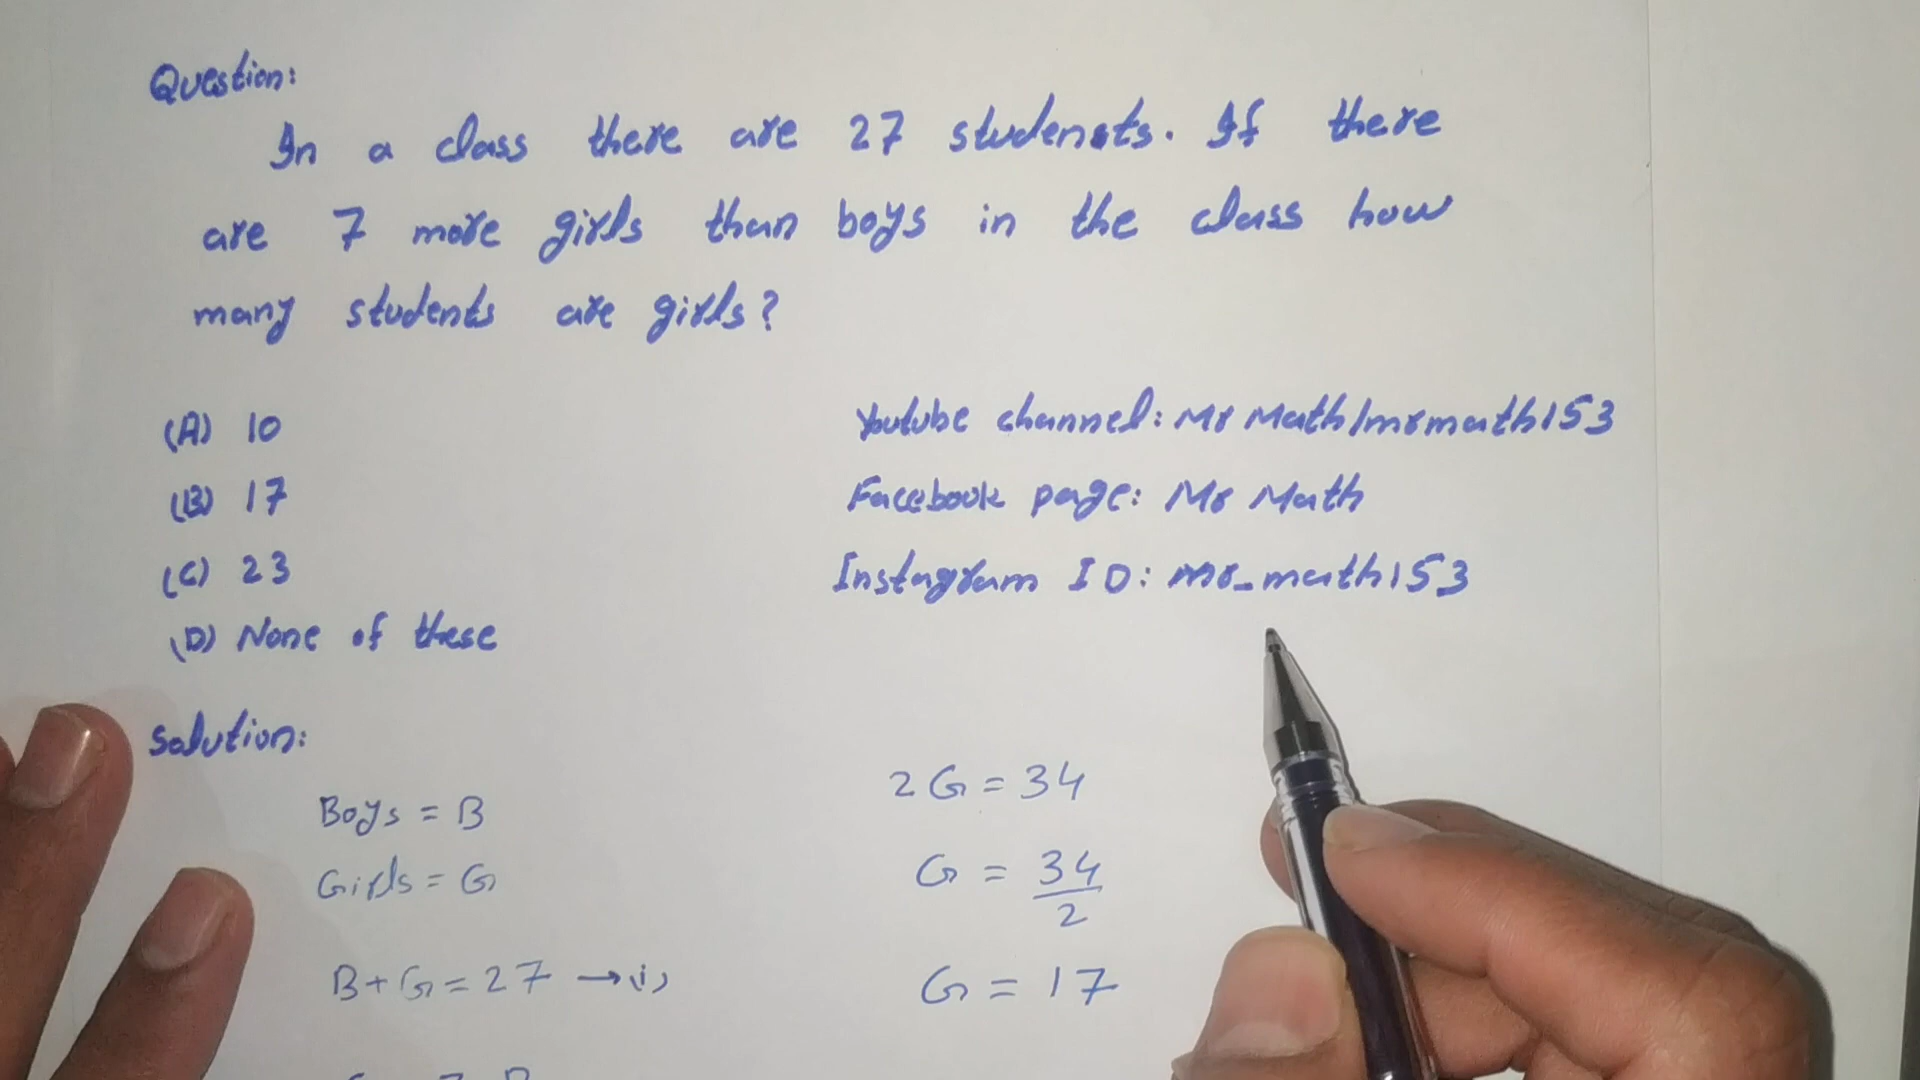 Question:
In a class there are 27 students. If there
are 7 more girls than boys in the class how
many students are girls?
(A) 10
(B) 17
(C) 23
(D) None of these
Youtube channel: Mr Math/mrmath153
Facebook page: Mr Math
Instagram ID: mr_math153
Solution:
Boys = B
Girls = G
B+G=27 →(i)
2G=34
G = 34/2
G = 17